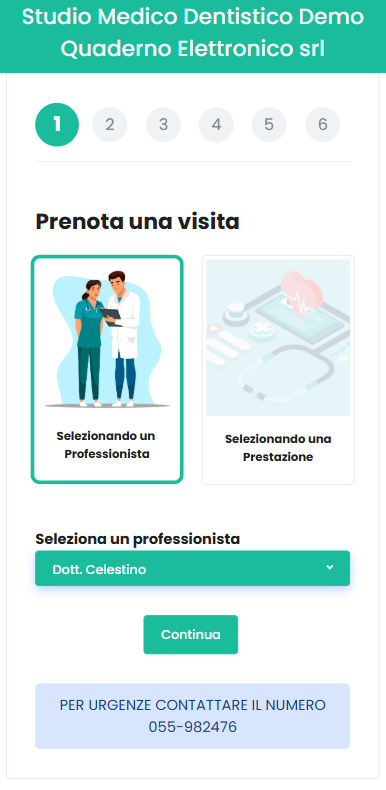 Studio Medico Dentistico Demo
Quaderno Elettronico srl
1 2 3 4 5 6
Prenota una visita
Selezionando un
Professionista
Selezionando una
Prestazione
Seleziona un professionista
Dott. Celestino
Continua
PER URGENZE CONTATTARE IL NUMERO
055-982476